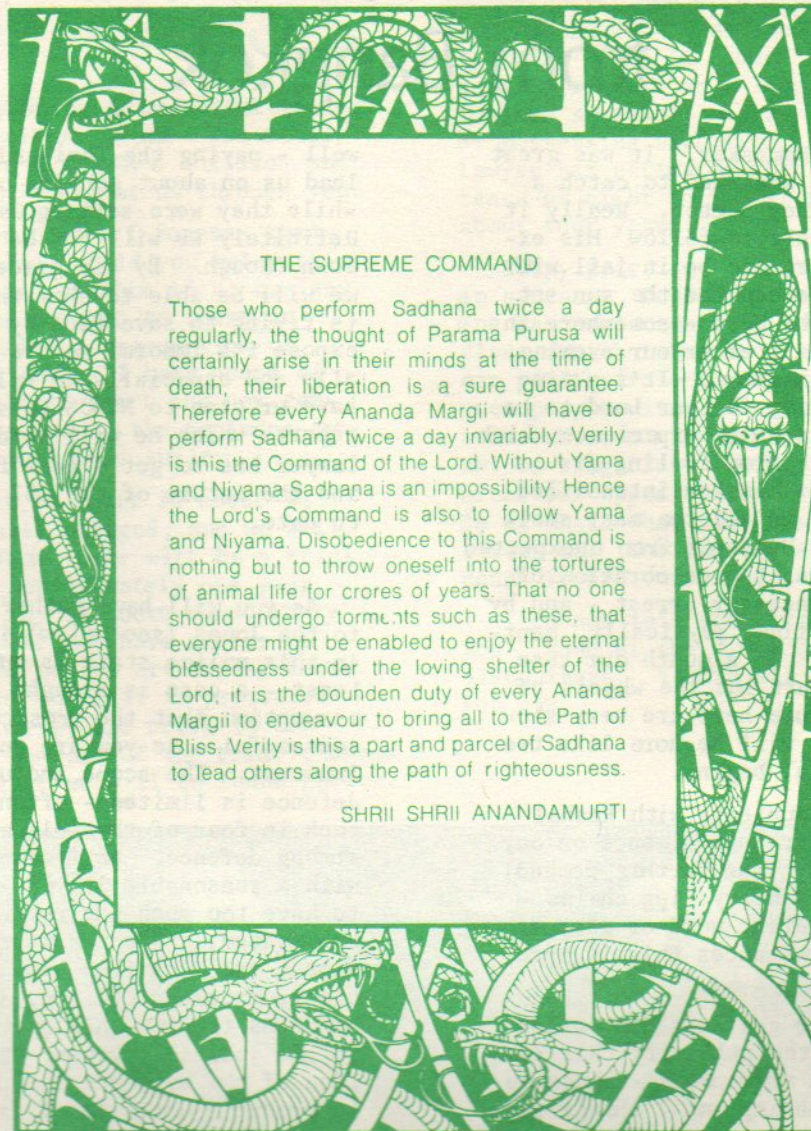 THE SUPREME COMMAND
Those who perform Sadhana twice a day
regularly, the thought of Parama Purusa will
certainly arise in their minds at the time of
death their liberation is a sure guarantee.
Therefore every Ananda Margii will have to
perform Sadhana twice a day invariably. Verily
is this the Command of the Lord. Without Yama
and Niyama Sadhana is an impossibility. Hence
the Lord's Command is also to follow Yama
and Niyama. Disobedience to this Command is
nothing but to throw oneself into the tortures
of animal life for crores of years. That no one
should undergo torments such as these, that
everyone might be enabled to enjoy the eternal
blessedness under the loving shelter of the
Lord, it is the bounden duty of every Ananda
Margii to endeavour to bring all to the Path of
Bliss. Verily is this a part and parcel of Sadhana
to lead others along the path of righteousness.
SHRII SHRII ANANDAMURTI